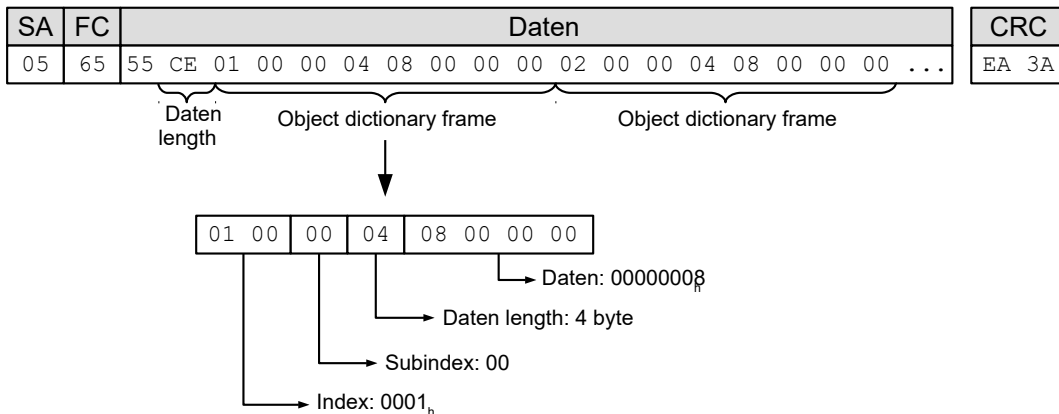 SA FC Daten CRC
05 65 55 CE 01 00 00 04 08 00 00 00 02 00 00 04 08 00 00 00 ... EA 3A
Daten
length
Object dictionary frame
Object dictionary frame
01 00 00 04 08 00 00 00
Daten: 00000008h
Daten length: 4 byte
Subindex: 00
Index: 0001h